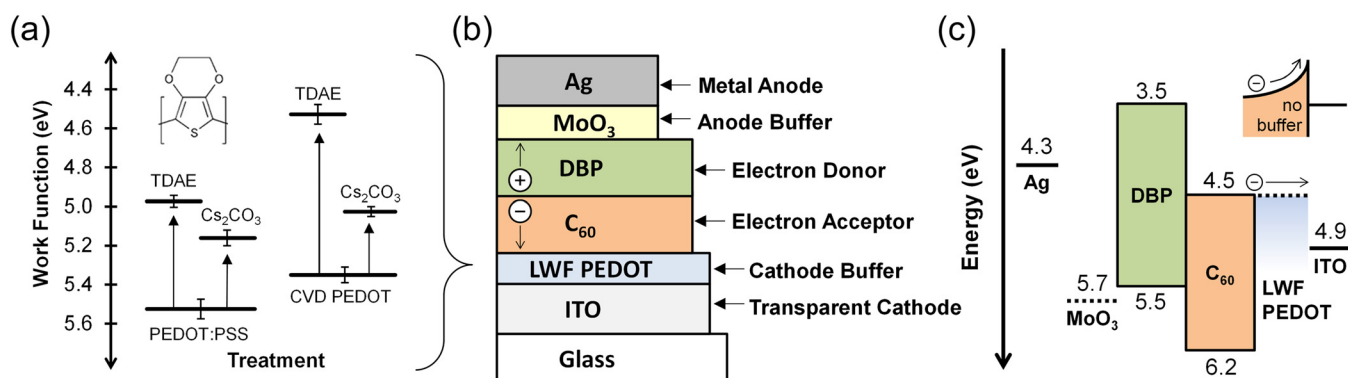 (a)
Work Function (eV)
4.4
4.6
4.8
5.0
5.2
5.4
5.6
O
O
S
TDAE
Cs2CO3
PEDOT:PSS
TDAE
Cs2CO3
CVD PEDOT
Treatment
(b)
Ag
MoO3
DBP
+
−
C60
LWF PEDOT
ITO
Glass
Metal Anode
Anode Buffer
Electron Donor
Electron Acceptor
Cathode Buffer
Transparent Cathode
(c)
Energy (eV)
4.3
Ag
5.7
MoO3
3.5
DBP
5.5
4.5
C60
6.2
−
no
buffer
−
LWF
PEDOT
4.9
ITO